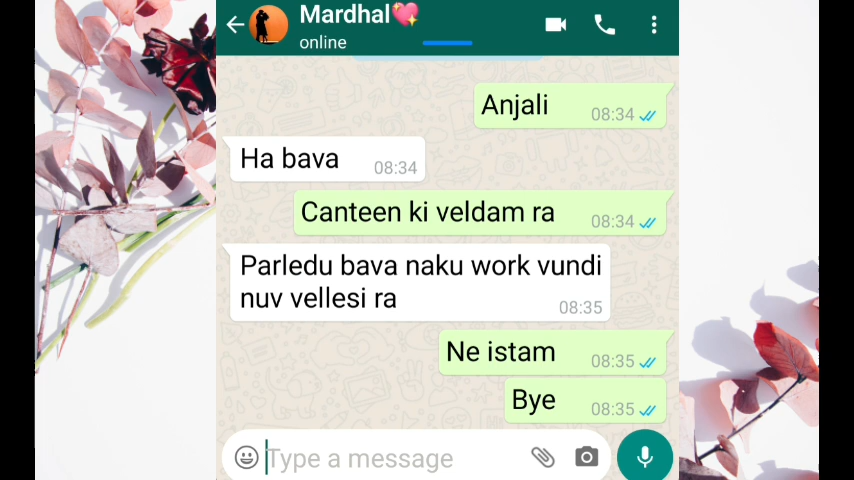 Mardhal💖
online
Anjali
08:34
Ha bava
08:34
Canteen ki veldam ra
08:34
Parledu bava naku work vundi
nuv vellesi ra
08:35
Ne istam
08:35
Bye
08:35
Type a message